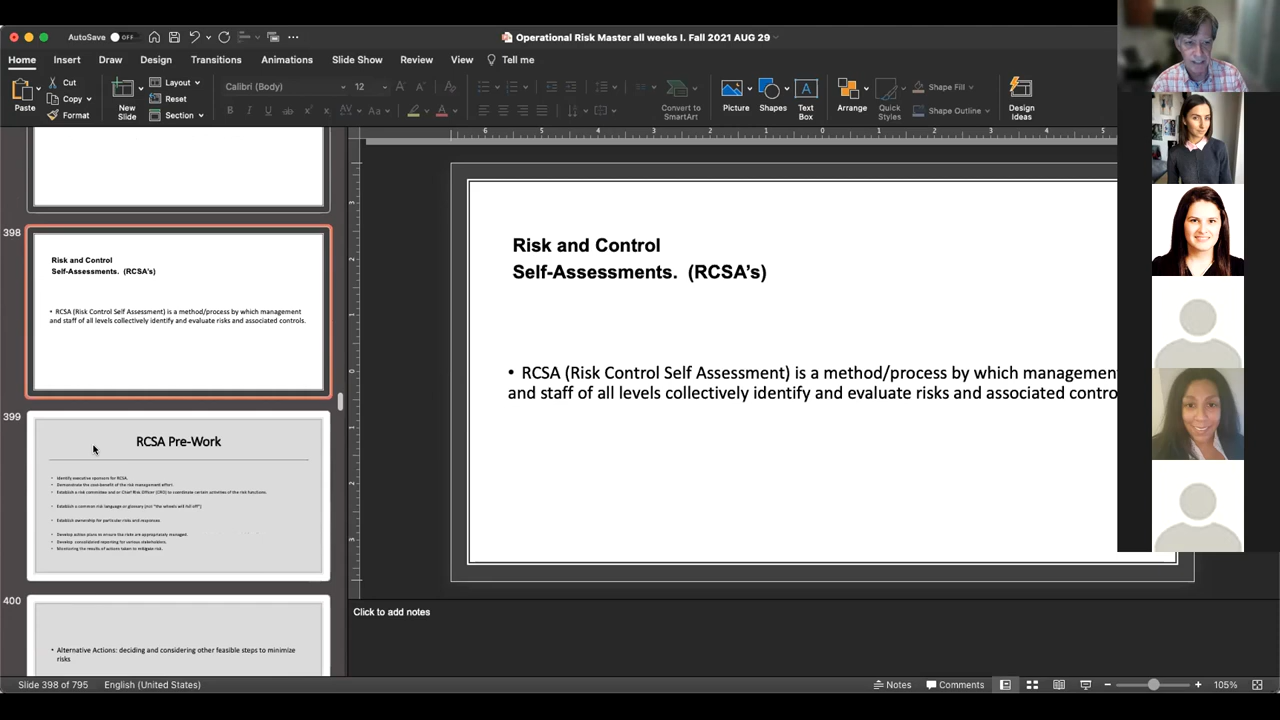 AutoSave OFF
Operational Risk Master all weeks I. Fall 2021 AUG 29
Home Insert Draw Design Transitions Animations Slide Show Review View Tell me
Paste
Cut
Copy
Format
New
Slide
Layout
Reset
Section
Calibri (Body) 12
Convert to
SmartArt
Picture
Shapes
Text
Box
Arrange
Quick
Styles
Shape Fill
Shape Outline
Design
Ideas
398
Risk and Control
Self-Assessments. (RCSA's)
• RCSA (Risk Control Self Assessment) is a method/process by which management
and staff of all levels collectively identify and evaluate risks and associated controls.
399
RCSA Pre-Work
• Identify executive sponsors for RCSA.
• Demonstrate the cost-benefit of the risk management effort.
• Establish a risk committee and or Chief Risk Officer (CRO) to coordinate certain activities of the risk functions.
• Establish a common risk language or glossary (not "the wheels will fall off")
• Establish ownership for particular risks and responses
• Develop action plans to ensure the risks are appropriately managed.
• Develop consolidated reporting for various stakeholders.
• Monitoring the results of actions taken to mitigate risk.
400
• Alternative Actions: deciding and considering other feasible steps to minimize
risks
Risk and Control
Self-Assessments. (RCSA's)
• RCSA (Risk Control Self Assessment) is a method/process by which managemen
and staff of all levels collectively identify and evaluate risks and associated contro
Click to add notes
Slide 398 of 795 English (United States) Notes Comments 105%